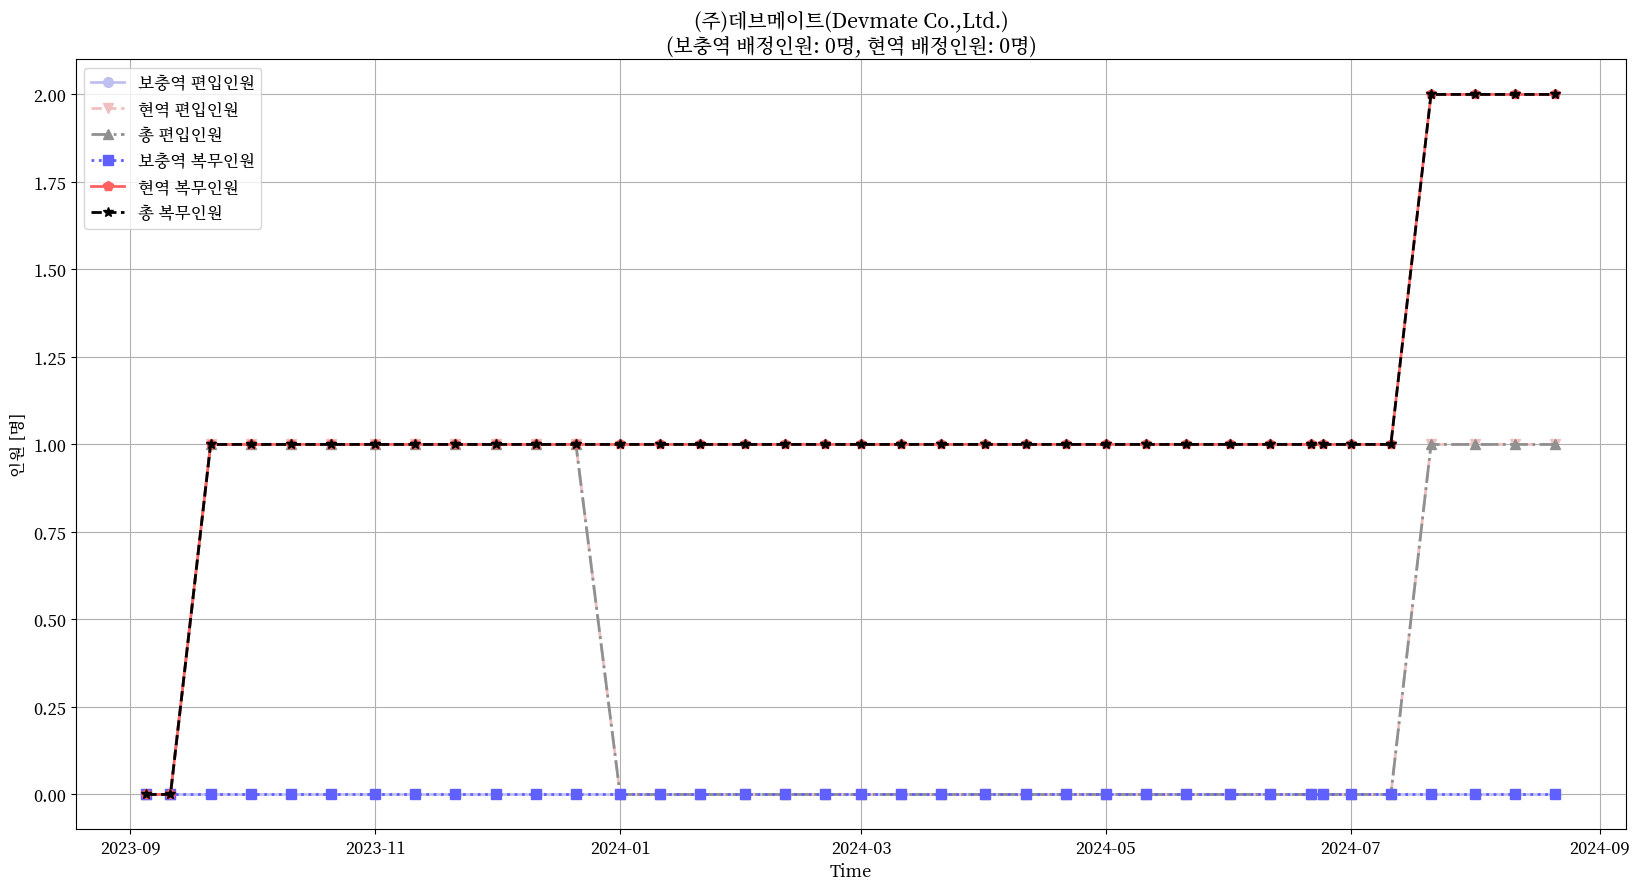 (주)데브메이트(Devmate Co.,Ltd.)
(보충역 배정인원: 0명, 현역 배정인원: 0명)
보충역 편입인원
현역 편입인원
총 편입인원
보충역 복무인원
현역 복무인원
총 복무인원
인원 [명]
2.00
1.75
1.50
1.25
1.00
0.75
0.50
0.25
0.00
2023-09 2023-11 2024-01 2024-03 2024-05 2024-07 2024-09
Time